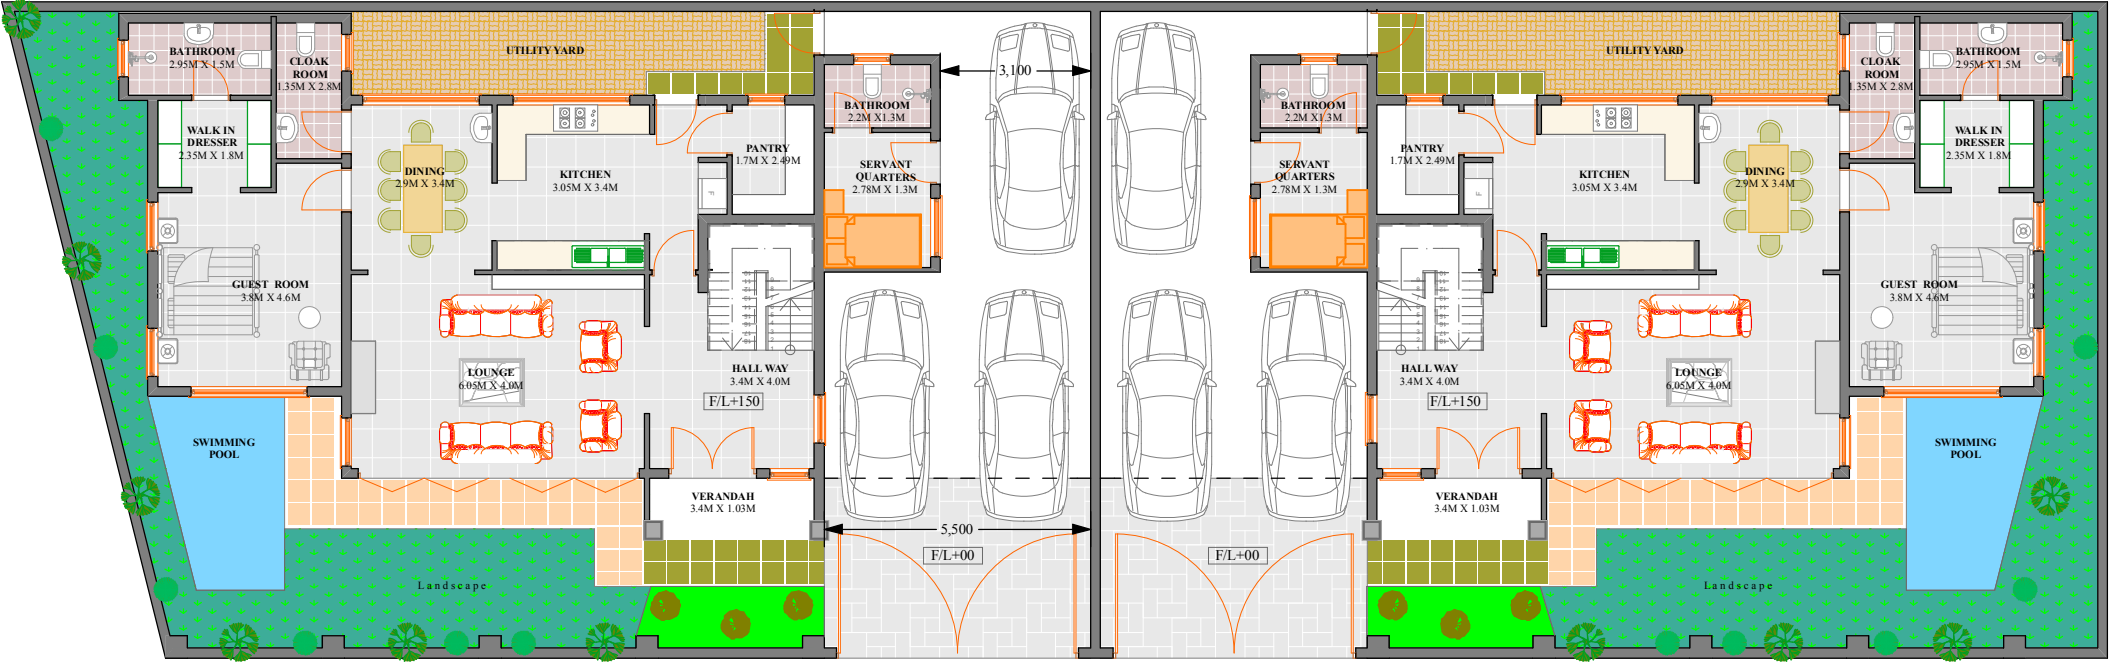 BATHROOM
2.95M X 1.5M
CLOAK
ROOM
1.35M X 2.8M
UTILITY YARD
WALK IN
DRESSER
2.35M X 1.8M
DINING
2.9M X 3.4M
KITCHEN
3.05M X 3.4M
PANTRY
1.7M X 2.49M
F
BATHROOM
2.2M X1.3M
SERVANT
QUARTERS
2.78M X 1.3M
3,100
GUEST ROOM
3.8M X 4.6M
LOUNGE
6.05M X 4.0M
HALL WAY
3.4M X 4.0M
F/L+150
SWIMMING
POOL
VERANDAH
3.4M X 1.03M
5,500
F/L+00
Landscape
UTILITY YARD
CLOAK
ROOM
1.35M X 2.8M
BATHROOM
2.95M X 1.5M
BATHROOM
2.2M X1.3M
SERVANT
QUARTERS
2.78M X 1.3M
PANTRY
1.7M X 2.49M
F
KITCHEN
3.05M X 3.4M
DINING
2.9M X 3.4M
WALK IN
DRESSER
2.35M X 1.8M
GUEST ROOM
3.8M X 4.6M
HALL WAY
3.4M X 4.0M
F/L+150
LOUNGE
6.05M X 4.0M
SWIMMING
POOL
VERANDAH
3.4M X 1.03M
F/L+00
Landscape